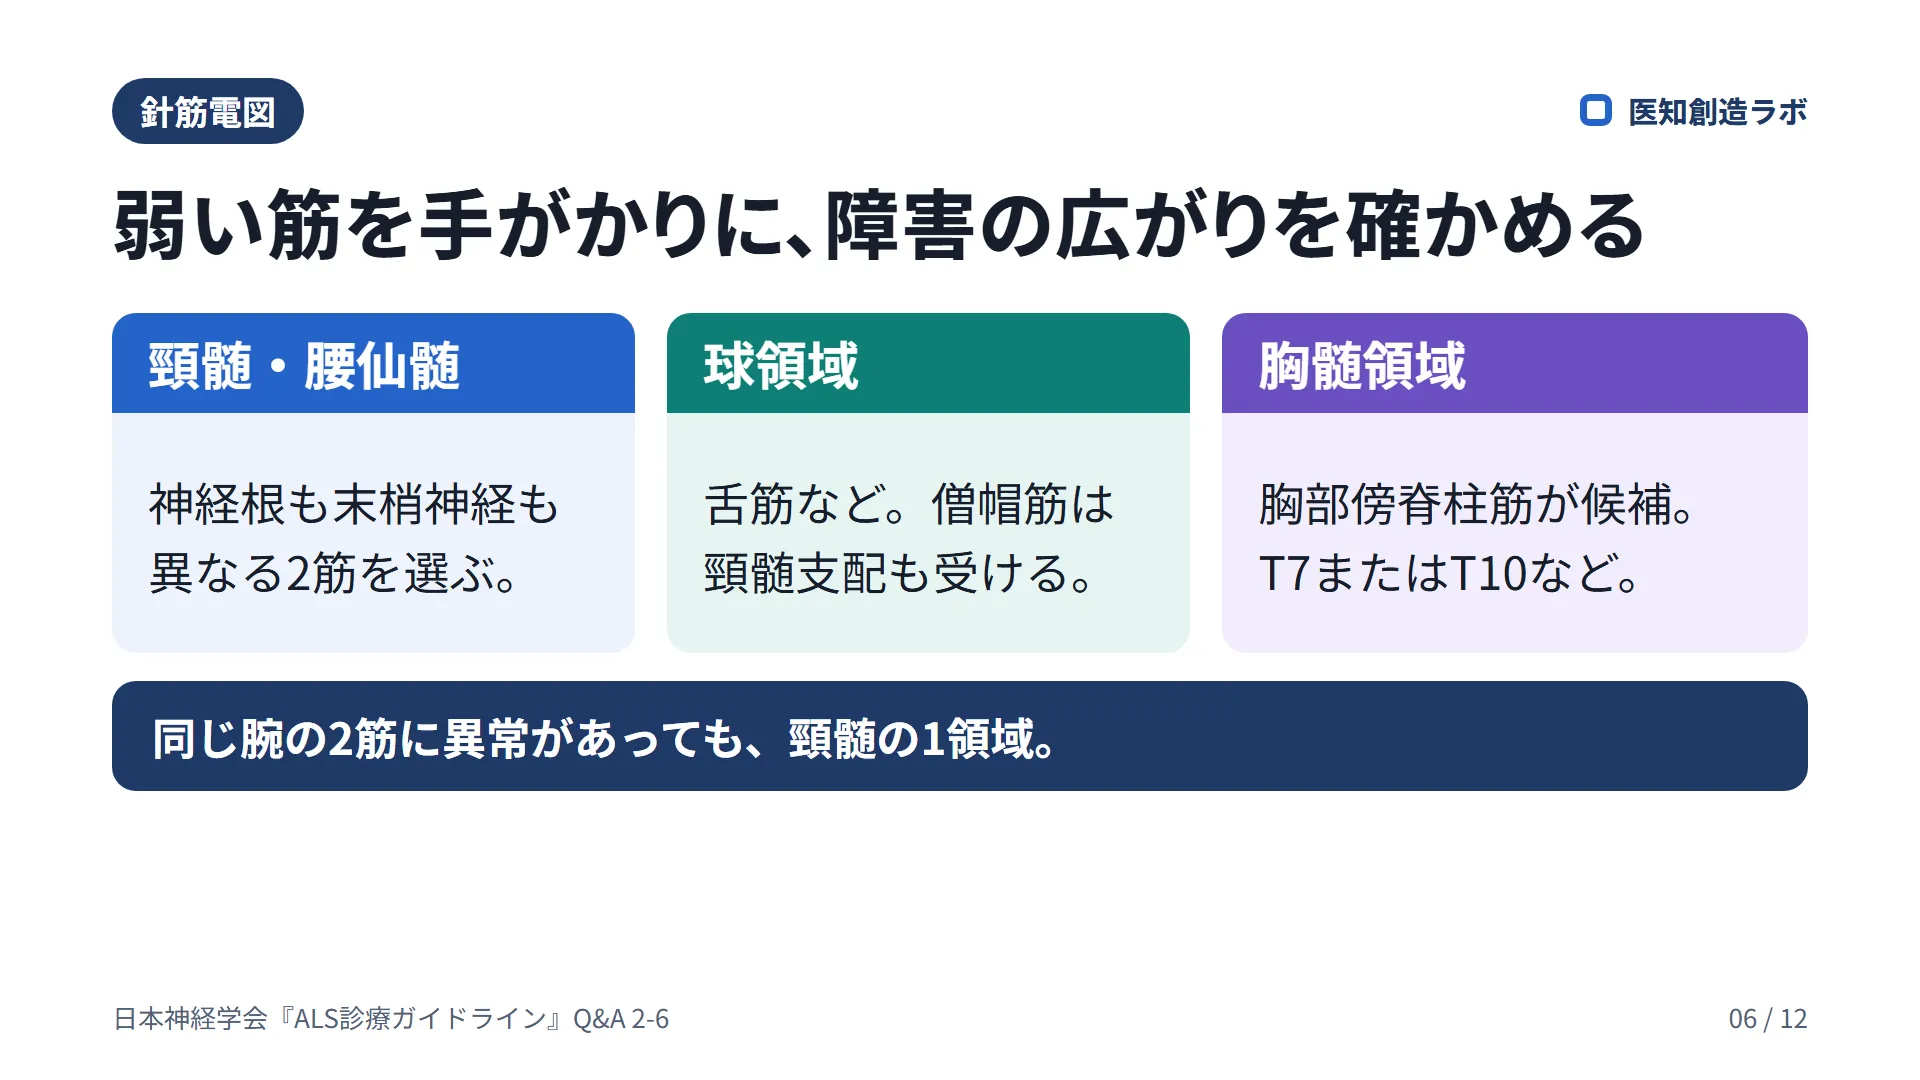 針筋電図
医知創造ラボ
弱い筋を手がかりに、障害の広がりを確かめる
頸髄・腰仙髄
神経根も末梢神経も
異なる2筋を選ぶ。
球領域
舌筋など。僧帽筋は
頸髄支配も受ける。
胸髄領域
胸部傍脊柱筋が候補。
T7またはT10など。
同じ腕の2筋に異常があっても、頸髄の1領域。
日本神経学会『ALS診療ガイドライン』Q&A 2-6
06 / 12